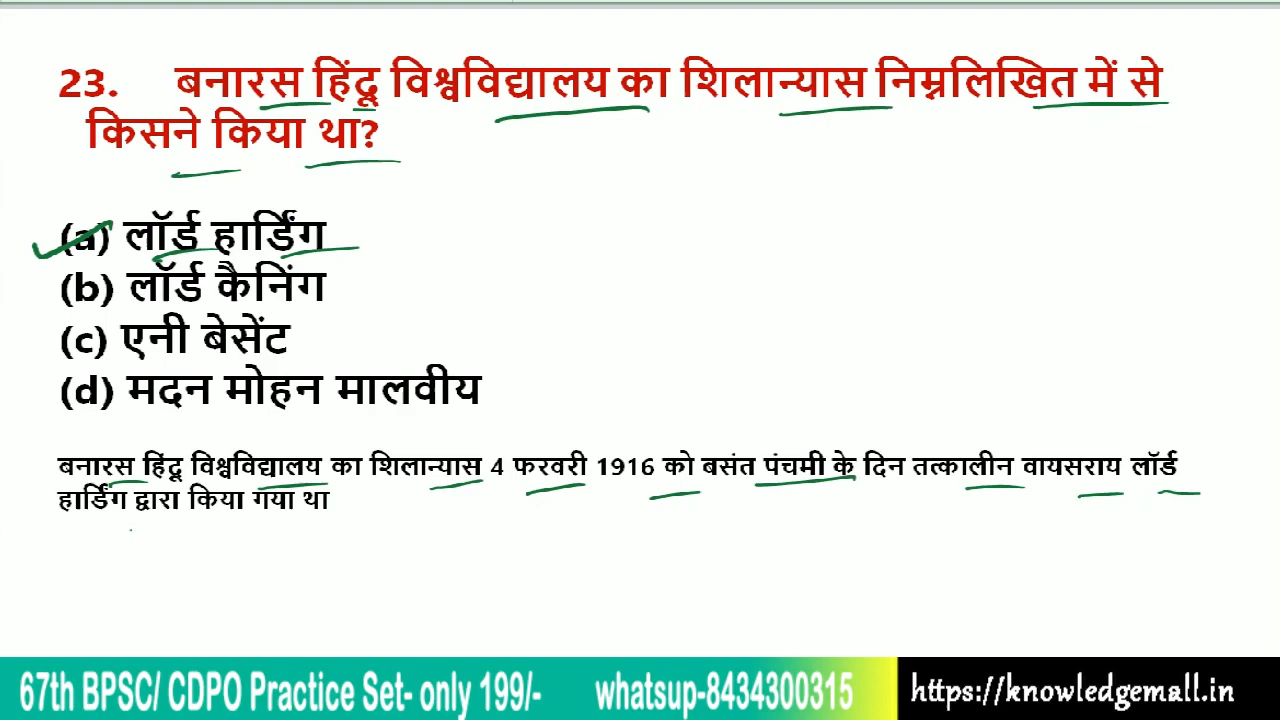 23. बनारस हिंदू विश्वविद्यालय का शिलान्यास निम्नलिखित में से
किसने किया था?
(a) लॉर्ड हार्डिंग
(b) लॉर्ड कैनिंग
(c) एनी बेसेंट
(d) मदन मोहन मालवीय
बनारस हिंदू विश्वविद्यालय का शिलान्यास 4 फरवरी 1916 को बसंत पंचमी के दिन तत्कालीन वायसराय लॉर्ड
हार्डिंग द्वारा किया गया था
67th BPSC/ CDPO Practice Set- only 199/- whatsup-8434300315 https://knowledgemall.in